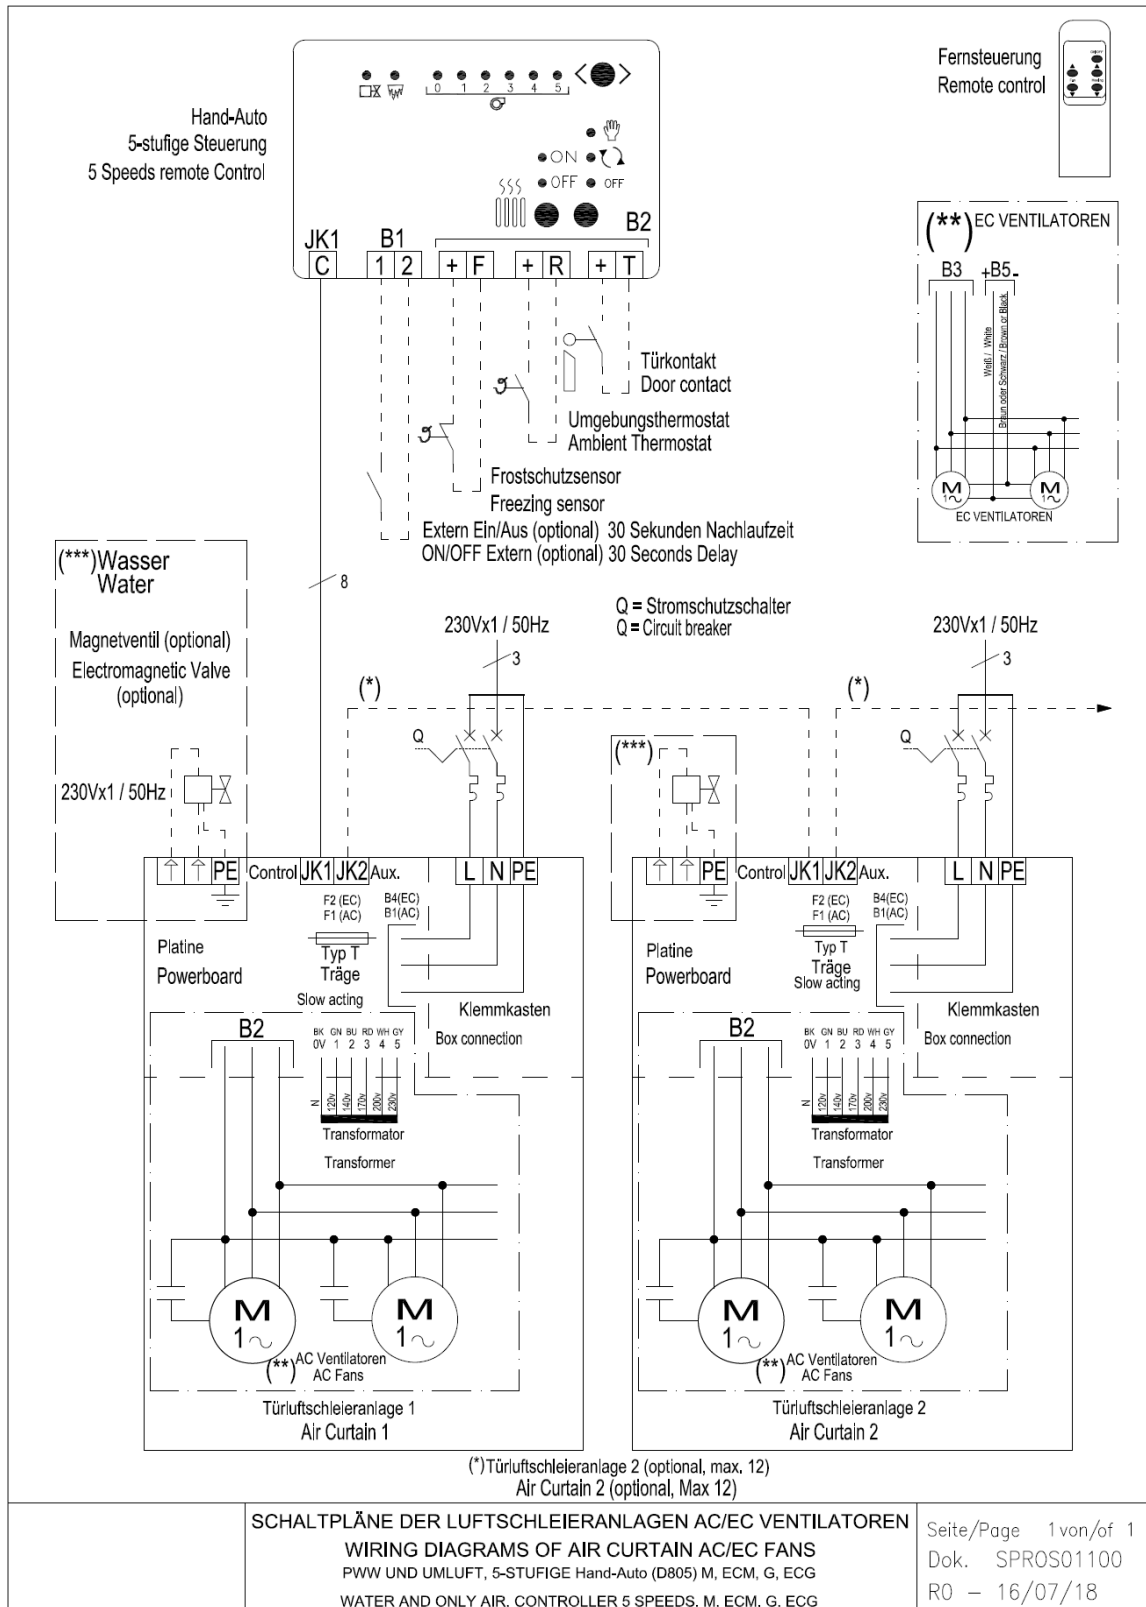 Hand-Auto
5-stufige Steuerung
5 Speeds remote Control
0 1 2 3 4 5
ON
OFF OFF
JK1 B1 B2
C 1 2 + F + R + T
Fernsteuerung
Remote control
(**) EC VENTILATOREN
B3 +B5-
Weiß / White
Braun oder Schwarz / Brown or Black
M M
1~ 1~
EC VENTILATOREN
Türkontakt
Door contact
Umgebungsthermostat
Ambient Thermostat
Frostschutzsensor
Freezing sensor
Extern Ein/Aus (optional) 30 Sekunden Nachlaufzeit
ON/OFF Extern (optional) 30 Seconds Delay
(***)Wasser
Water
Magnetventil (optional)
Electromagnetic Valve
(optional)
230Vx1 / 50Hz
8
Q = Stromschutzschalter
Q = Circuit breaker
230Vx1 / 50Hz
3
230Vx1 / 50Hz
3
(*) (*)
Q Q
(***)
PE Control JK1 JK2 Aux. L N PE
F2 (EC) B4(EC)
F1 (AC) B1(AC)
Platine
Powerboard
Typ T
Träge
Slow acting
Klemmkasten
Box connection
B2
BK GN BU RD WH GY
0V 1 2 3 4 5
N 120v 140v 170v 200v 230v
Transformator
Transformer
M M
1~ 1~
(**) AC Ventilatoren
AC Fans
Türluftschleieranlage 1
Air Curtain 1
PE Control JK1 JK2 Aux. L N PE
F2 (EC) B4(EC)
F1 (AC) B1(AC)
Platine
Powerboard
Typ T
Träge
Slow acting
Klemmkasten
Box connection
B2
BK GN BU RD WH GY
0V 1 2 3 4 5
N 120v 140v 170v 200v 230v
Transformator
Transformer
M M
1~ 1~
(**) AC Ventilatoren
AC Fans
Türluftschleieranlage 2
Air Curtain 2
(*)Türluftschleieranlage 2 (optional, max. 12)
Air Curtain 2 (optional, Max 12)
SCHALTPLÄNE DER LUFTSCHLEIERANLAGEN AC/EC VENTILATOREN
WIRING DIAGRAMS OF AIR CURTAIN AC/EC FANS
PWW UND UMLUFT, 5-STUFIGE Hand-Auto (D805) M, ECM, G, ECG
WATER AND ONLY AIR, CONTROLLER 5 SPEEDS, M, ECM, G, ECG
Seite/Page 1von/of 1
Dok. SPROS01100
R0 - 16/07/18